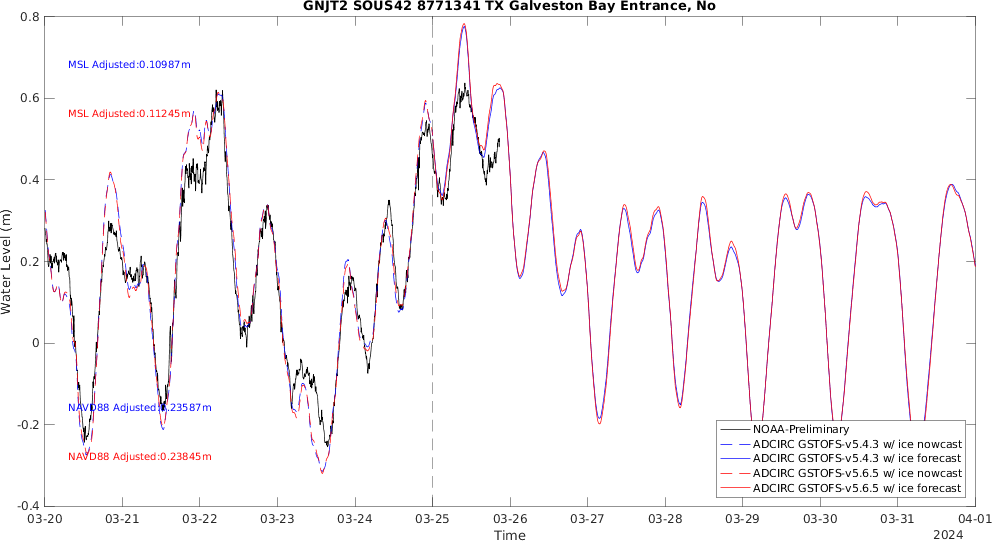 GNJT2 SOUS42 8771341 TX Galveston Bay Entrance, No
Water Level (m)
0.8
0.6
0.4
0.2
0
-0.2
-0.4
MSL Adjusted:0.10987m
MSL Adjusted:0.11245m
NAVD88 Adjusted:0.23587m
NAVD88 Adjusted:0.23845m
NOAA-Preliminary
ADCIRC GSTOFS-v5.4.3 w/ ice nowcast
ADCIRC GSTOFS-v5.4.3 w/ ice forecast
ADCIRC GSTOFS-v5.6.5 w/ ice nowcast
ADCIRC GSTOFS-v5.6.5 w/ ice forecast
03-20 03-21 03-22 03-23 03-24 03-25 03-26 03-27 03-28 03-29 03-30 03-31 04-01
Time
2024